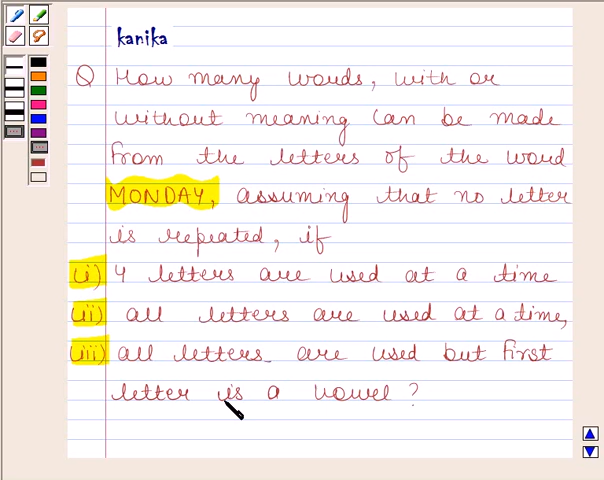 kanika
Q How many words, with or
without meaning can be made
from the letters of the word
MONDAY, assuming that no letter
is repeated, if
(i) 4 letters are used at a time
(ii) all letters are used at a time,
(iii) all letters are used but first
letter is a vowel?